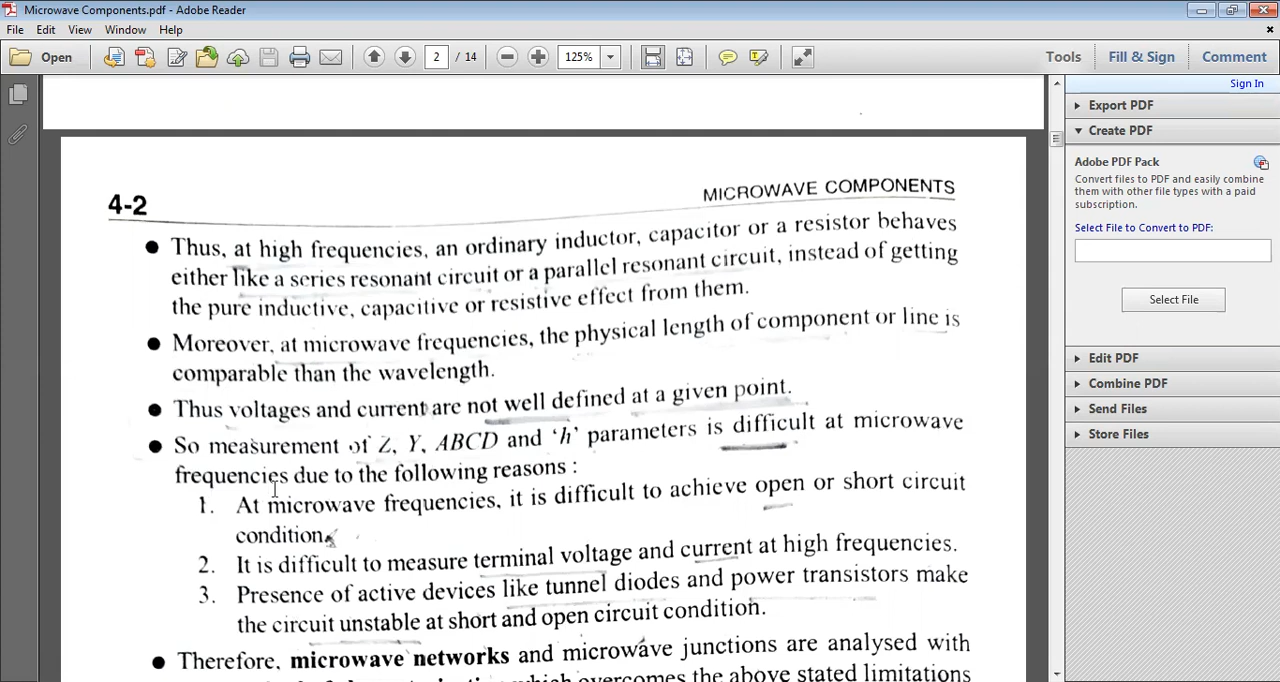 Microwave Components.pdf - Adobe Reader
File Edit View Window Help
Open 2 / 14 125% Tools Fill & Sign Comment
Sign In
Export PDF
Create PDF
Adobe PDF Pack
Convert files to PDF and easily combine
them with other file types with a paid
subscription.
Select File to Convert to PDF:
Select File
Edit PDF
Combine PDF
Send Files
Store Files
4-2 MICROWAVE COMPONENTS
● Thus, at high frequencies, an ordinary inductor, capacitor or a resistor behaves
either like a series resonant circuit or a parallel resonant circuit, instead of getting
the pure inductive, capacitive or resistive effect from them.
● Moreover, at microwave frequencies, the physical length of component or line is
comparable than the wavelength.
● Thus voltages and current are not well defined at a given point.
● So measurement of Z, Y, ABCD and 'h' parameters is difficult at microwave
frequencies due to the following reasons :
1. At microwave frequencies, it is difficult to achieve open or short circuit
condition.
2. It is difficult to measure terminal voltage and current at high frequencies.
3. Presence of active devices like tunnel diodes and power transistors make
the circuit unstable at short and open circuit condition.
● Therefore, microwave networks and microwave junctions are analysed with
which overcomes the above stated limitations